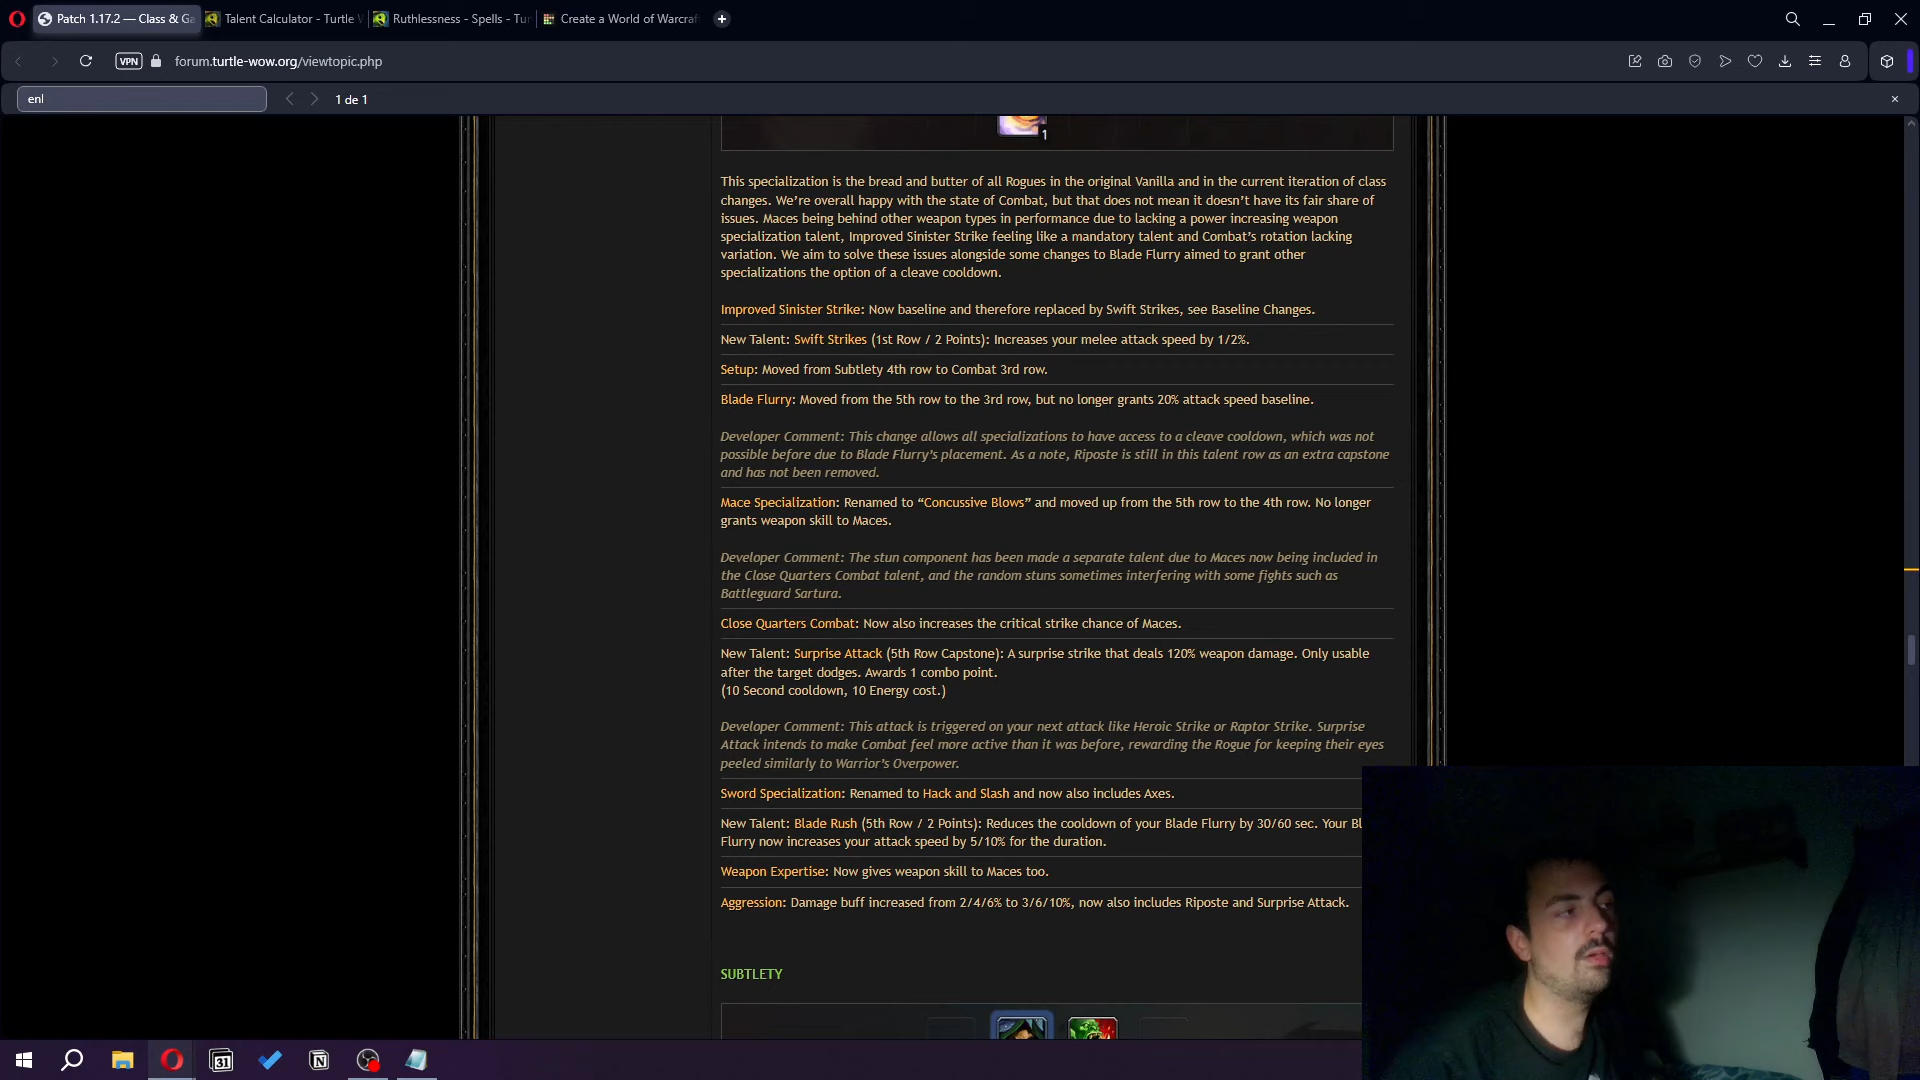 Patch 1.17.2 — Class & Ga
Talent Calculator - Turtle
Ruthlessness - Spells - Tur
Create a World of Warcraf
VPN
forum.turtle-wow.org/viewtopic.php
enl
1 de 1
1
This specialization is the bread and butter of all Rogues in the original Vanilla and in the current iteration of class
changes. We’re overall happy with the state of Combat, but that does not mean it doesn’t have its fair share of
issues. Maces being behind other weapon types in performance due to lacking a power increasing weapon
specialization talent, Improved Sinister Strike feeling like a mandatory talent and Combat’s rotation lacking
variation. We aim to solve these issues alongside some changes to Blade Flurry aimed to grant other
specializations the option of a cleave cooldown.
Improved Sinister Strike: Now baseline and therefore replaced by Swift Strikes, see Baseline Changes.
New Talent: Swift Strikes (1st Row / 2 Points): Increases your melee attack speed by 1/2%.
Setup: Moved from Subtlety 4th row to Combat 3rd row.
Blade Flurry: Moved from the 5th row to the 3rd row, but no longer grants 20% attack speed baseline.
Developer Comment: This change allows all specializations to have access to a cleave cooldown, which was not
possible before due to Blade Flurry’s placement. As a note, Riposte is still in this talent row as an extra capstone
and has not been removed.
Mace Specialization: Renamed to “Concussive Blows” and moved up from the 5th row to the 4th row. No longer
grants weapon skill to Maces.
Developer Comment: The stun component has been made a separate talent due to Maces now being included in
the Close Quarters Combat talent, and the random stuns sometimes interfering with some fights such as
Battleguard Sartura.
Close Quarters Combat: Now also increases the critical strike chance of Maces.
New Talent: Surprise Attack (5th Row Capstone): A surprise strike that deals 120% weapon damage. Only usable
after the target dodges. Awards 1 combo point.
(10 Second cooldown, 10 Energy cost.)
Developer Comment: This attack is triggered on your next attack like Heroic Strike or Raptor Strike. Surprise
Attack intends to make Combat feel more active than it was before, rewarding the Rogue for keeping their eyes
peeled similarly to Warrior’s Overpower.
Sword Specialization: Renamed to Hack and Slash and now also includes Axes.
New Talent: Blade Rush (5th Row / 2 Points): Reduces the cooldown of your Blade Flurry by 30/60 sec. Your Bl
Flurry now increases your attack speed by 5/10% for the duration.
Weapon Expertise: Now gives weapon skill to Maces too.
Aggression: Damage buff increased from 2/4/6% to 3/6/10%, now also includes Riposte and Surprise Attack.
SUBTLETY
31